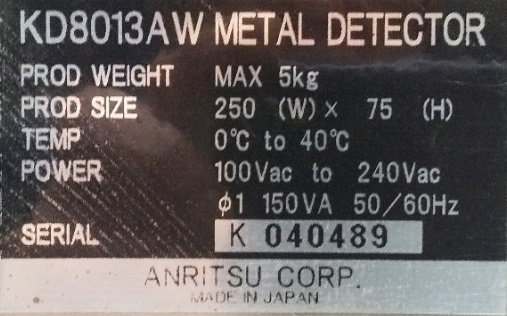 KD8013AW METAL DETECTOR
PROD WEIGHT MAX 5kg
PROD SIZE 250 (W) × 75 (H)
TEMP 0℃ to 40℃
POWER 100Vac to 240Vac
φ1 150VA 50/60Hz
SERIAL K 040489
ANRITSU CORP.
MADE IN JAPAN